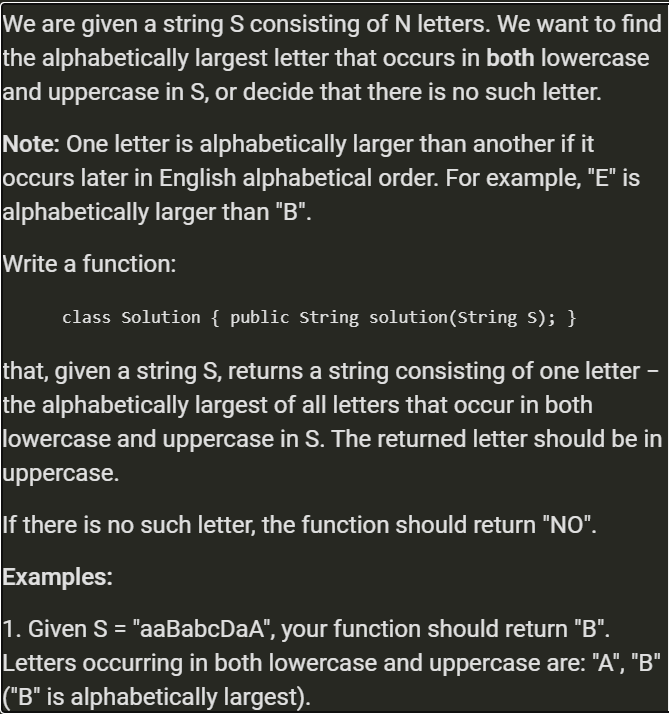 We are given a string S consisting of N letters. We want to find
the alphabetically largest letter that occurs in both lowercase
and uppercase in S, or decide that there is no such letter.
Note: One letter is alphabetically larger than another if it
occurs later in English alphabetical order. For example, "E" is
alphabetically larger than "B".
Write a function:
class Solution { public String solution(String S); }
that, given a string S, returns a string consisting of one letter –
the alphabetically largest of all letters that occur in both
lowercase and uppercase in S. The returned letter should be in
uppercase.
If there is no such letter, the function should return "NO".
Examples:
1. Given S = "aaBabcDaA", your function should return "B".
Letters occurring in both lowercase and uppercase are: "A", "B"
("B" is alphabetically largest).